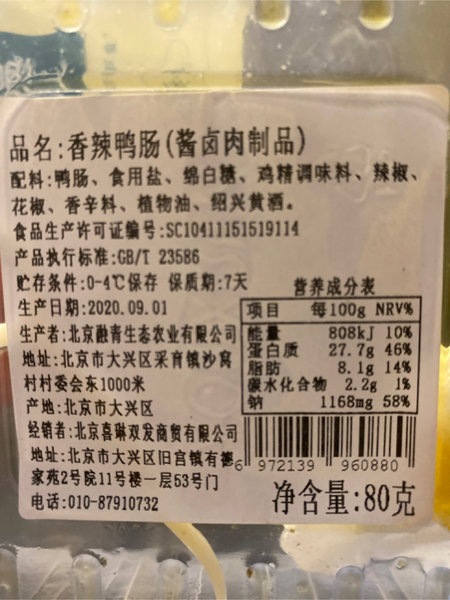 品名:香辣鸭肠(酱卤肉制品)
配料:鸭肠、食用盐、绵白糖、鸡精调味料、辣椒、
花椒、香辛料、植物油、绍兴黄酒。
食品生产许可证编号:SC10411151519114
产品执行标准:GB/T 23586
贮存条件:0-4℃保存 保质期:7天
生产日期:2020.09.01
生产者:北京融青生态农业有限公司
地址:北京市大兴区采育镇沙窝
村村委会东1000米
产地:北京市大兴区
经销者:北京喜琳双发商贸有限公司
地址:北京市大兴区旧宫镇有德
家苑2号院11号楼一层53号门
电话:010-87910732
营养成分表
项目 每100g NRV%
能量 808kJ 10%
蛋白质 27.7g 46%
脂肪 8.1g 14%
碳水化合物 2.2g 1%
钠 1168mg 58%
6 972139 960880
净含量:80克